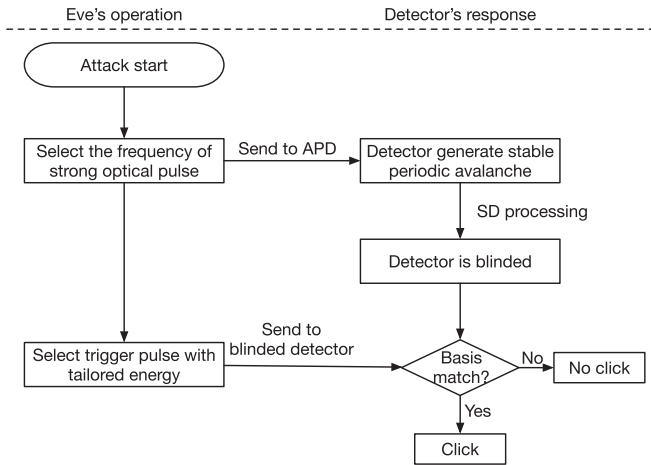 Eve's operation
Detector's response
Attack start
Select the frequency of
strong optical pulse
Send to APD
Detector generate stable
periodic avalanche
SD processing
Detector is blinded
Select trigger pulse with
tailored energy
Send to
blinded detector
Basis
match?
No
No click
Yes
Click